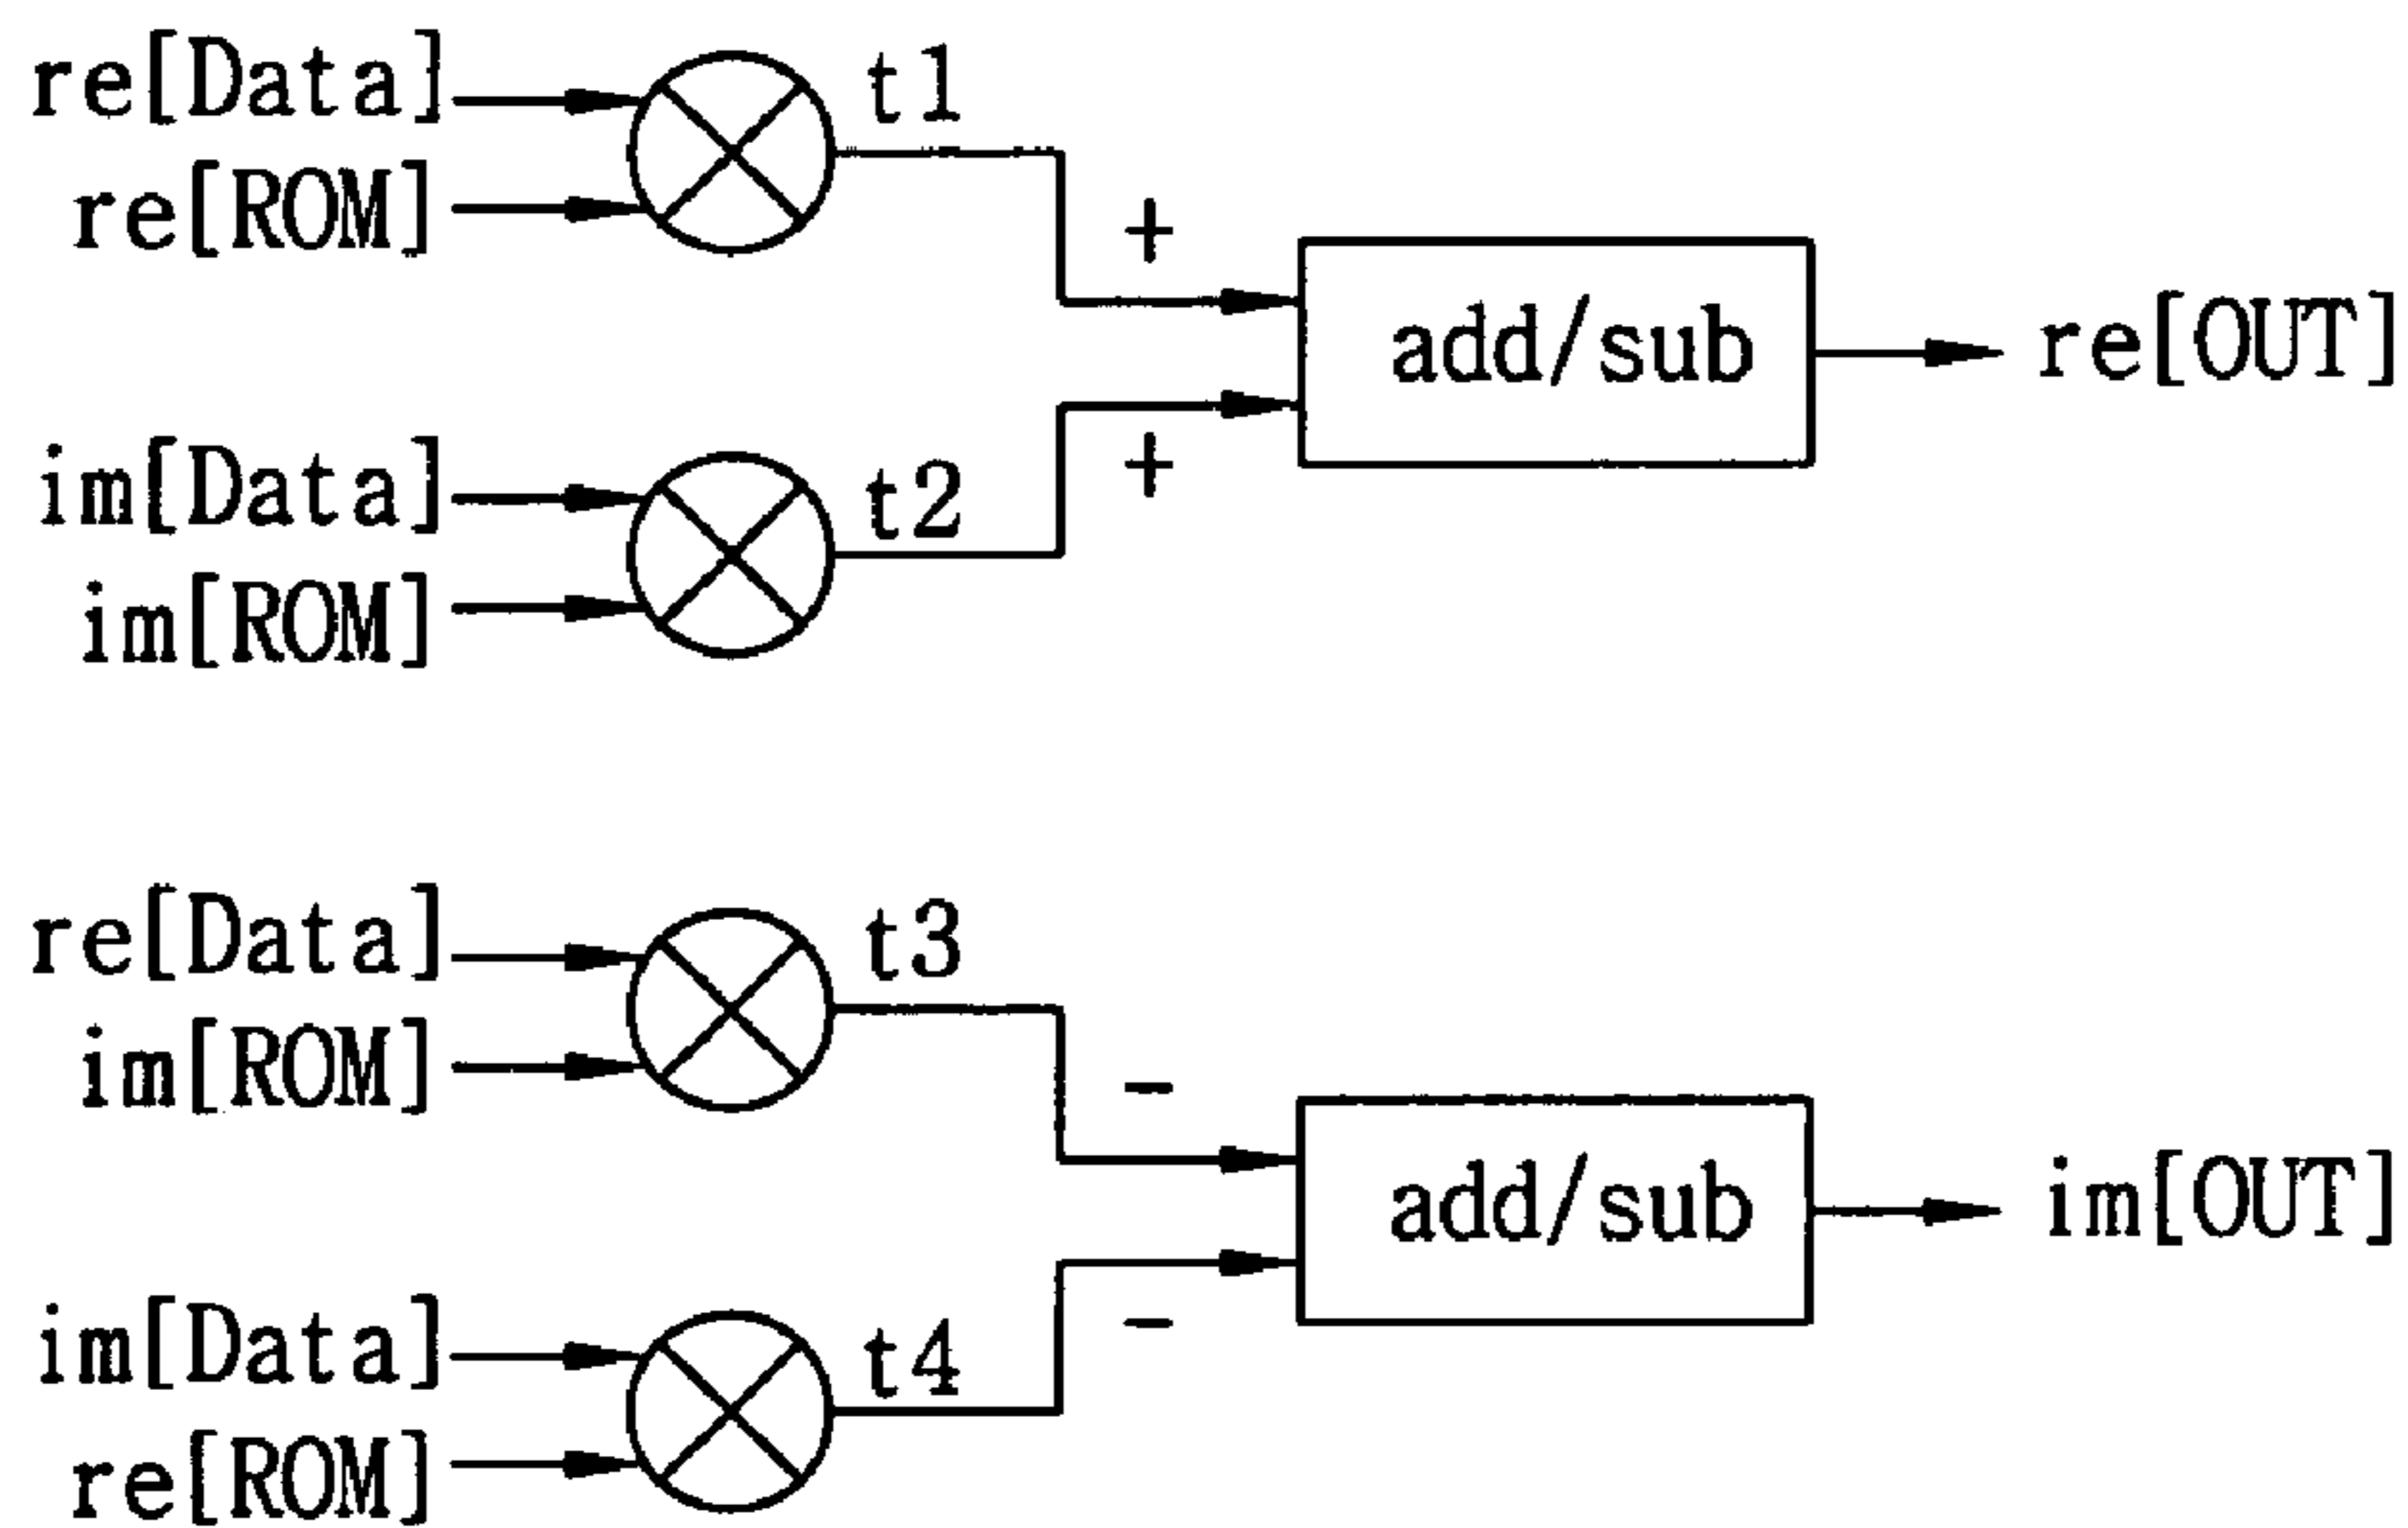 re[Data]
t1
re[ROM]
+
add/sub
re[OUT]
im[Data]
t2
+
im[ROM]
re[Data]
t3
im[ROM]
-
add/sub
im[OUT]
im[Data]
t4
-
re[ROM]